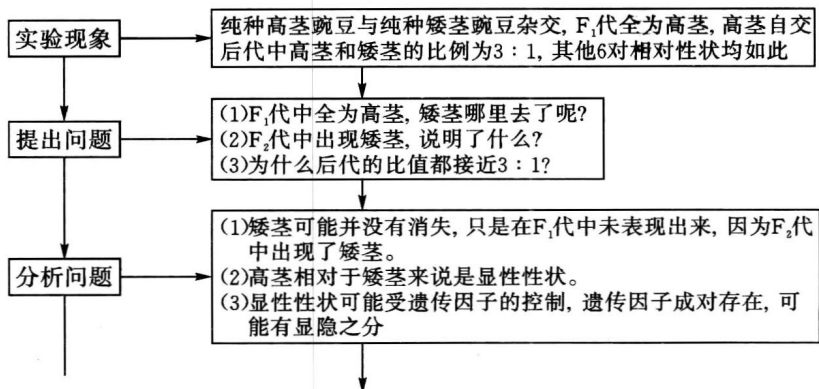 实验现象
纯种高茎豌豆与纯种矮茎豌豆杂交, F₁代全为高茎, 高茎自交
后代中高茎和矮茎的比例为3∶1, 其他6对相对性状均如此
提出问题
(1)F₁代中全为高茎, 矮茎哪里去了呢?
(2)F₂代中出现矮茎, 说明了什么?
(3)为什么后代的比值都接近3∶1?
分析问题
(1)矮茎可能并没有消失, 只是在F₁代中未表现出来, 因为F₂代
中出现了矮茎。
(2)高茎相对于矮茎来说是显性性状。
(3)显性性状可能受遗传因子的控制, 遗传因子成对存在, 可
能有显隐之分